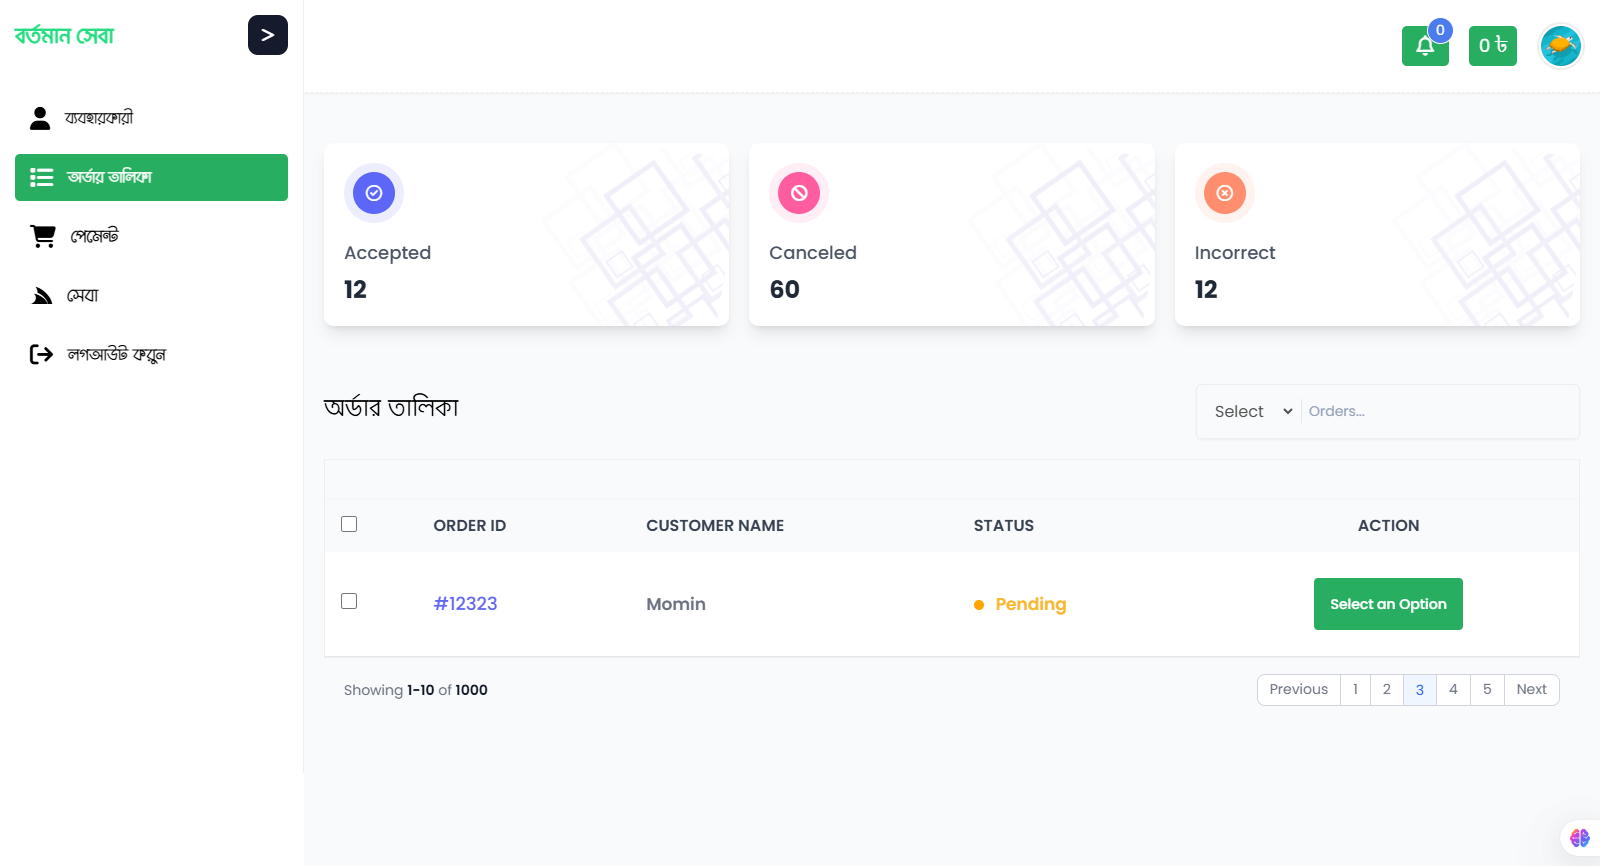 বর্তমান সেবা
>
0
0 ৳
ব্যবহারকারী
অর্ডার তালিকা
পেমেন্ট
সেবা
লগআউট করুন
Accepted
12
Canceled
60
Incorrect
12
অর্ডার তালিকা
Select
Orders...
ORDER ID CUSTOMER NAME STATUS ACTION
#12323 Momin Pending Select an Option
Showing 1-10 of 1000
Previous 1 2 3 4 5 Next